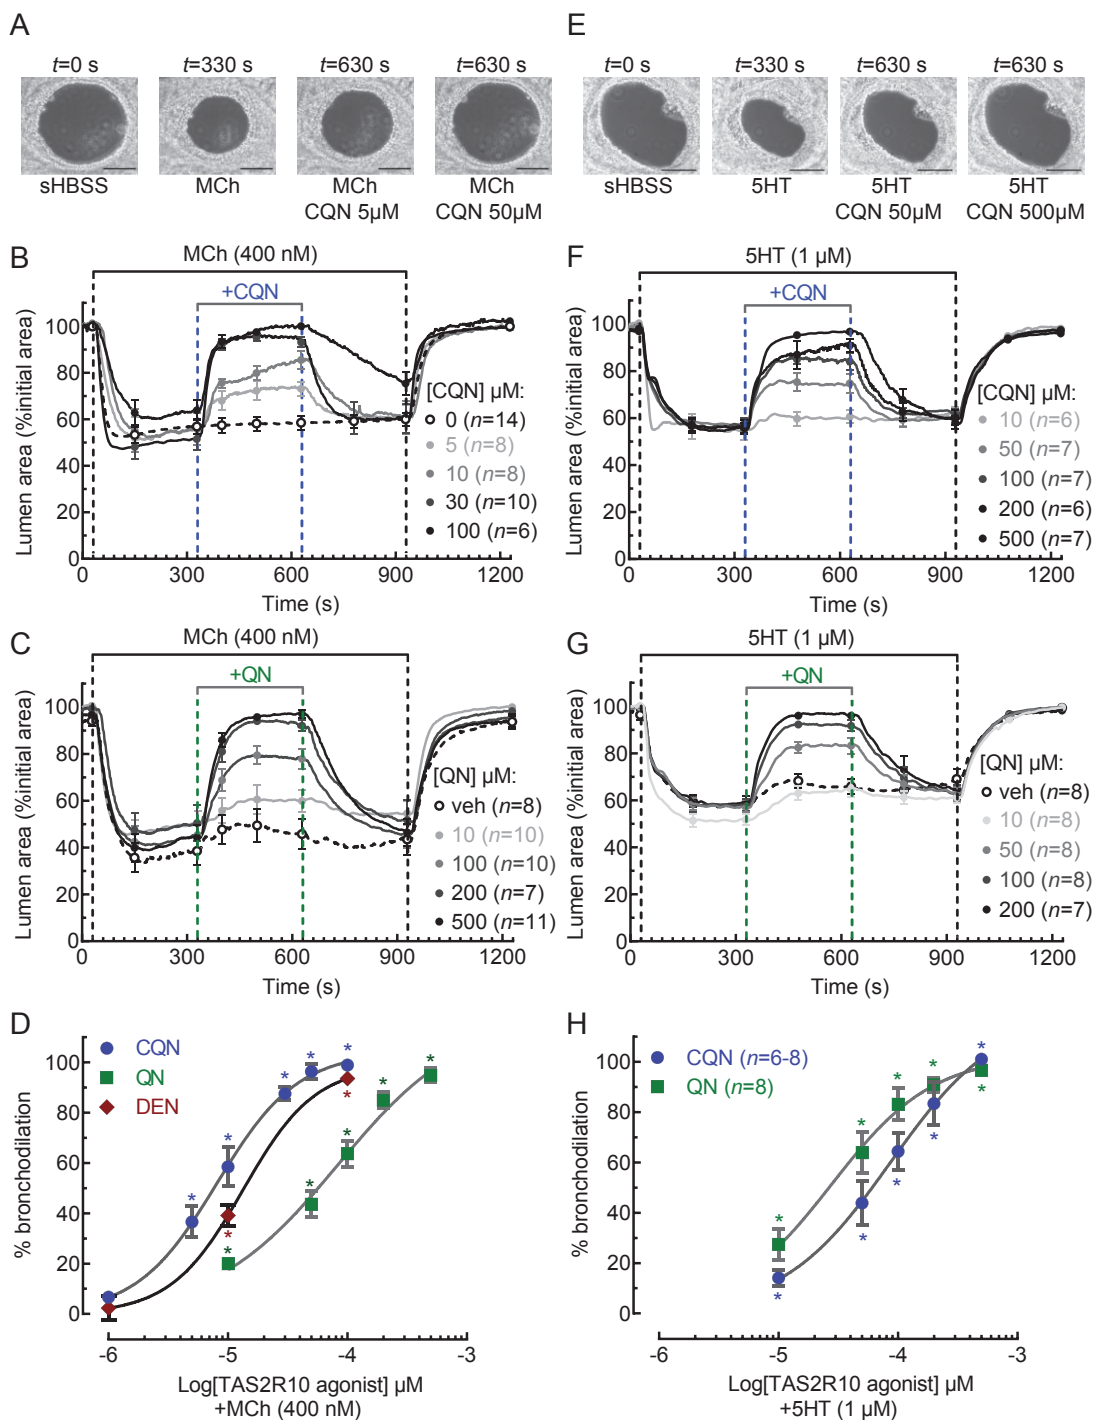 A
t=0 s
t=330 s
t=630 s
t=630 s
sHBSS
MCh
MCh
CQN 5µM
MCh
CQN 50µM
E
t=0 s
t=330 s
t=630 s
t=630 s
sHBSS
5HT
5HT
CQN 50µM
5HT
CQN 500µM
B
MCh (400 nM)
+CQN
Lumen area (%initial area)
100
80
60
40
20
0
[CQN] µM:
0 (n=14)
5 (n=8)
10 (n=8)
30 (n=10)
100 (n=6)
0
300
600
900
1200
Time (s)
F
5HT (1 µM)
+CQN
Lumen area (%initial area)
100
80
60
40
20
0
[CQN] µM:
10 (n=6)
50 (n=7)
100 (n=7)
200 (n=6)
500 (n=7)
0
300
600
900
1200
Time (s)
C
MCh (400 nM)
+QN
Lumen area (%initial area)
100
80
60
40
20
0
[QN] µM:
veh (n=8)
10 (n=10)
100 (n=10)
200 (n=7)
500 (n=11)
0
300
600
900
1200
Time (s)
G
5HT (1 µM)
+QN
Lumen area (%initial area)
100
80
60
40
20
0
[QN] µM:
veh (n=8)
10 (n=8)
50 (n=8)
100 (n=8)
200 (n=7)
0
300
600
900
1200
Time (s)
D
CQN
QN
DEN
% bronchodilation
100
80
60
40
20
0
* * * * * * * * * * * *
-6
-5
-4
-3
Log[TAS2R10 agonist] µM
+MCh (400 nM)
H
CQN (n=6-8)
QN (n=8)
% bronchodilation
100
80
60
40
20
0
* * * * * * * * * *
-6
-5
-4
-3
Log[TAS2R10 agonist] µM
+5HT (1 µM)